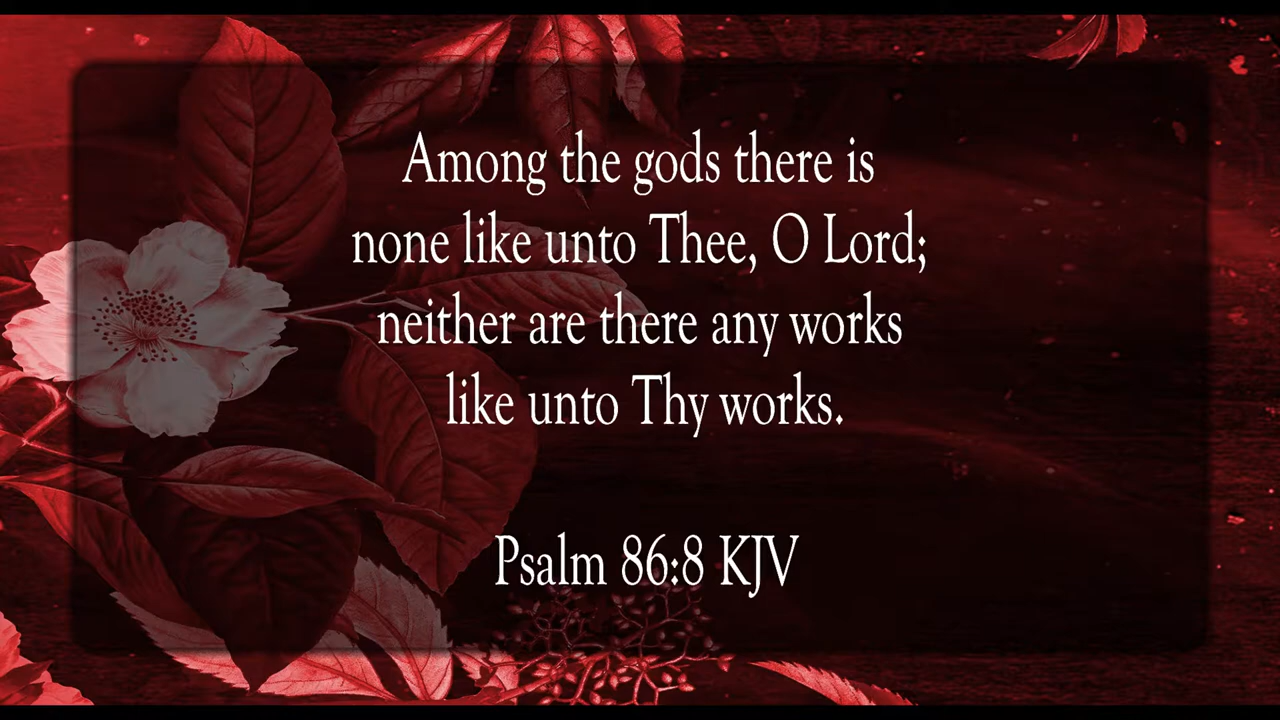 Among the gods there is
none like unto Thee, O Lord;
neither are there any works
like unto Thy works.
Psalm 86:8 KJV